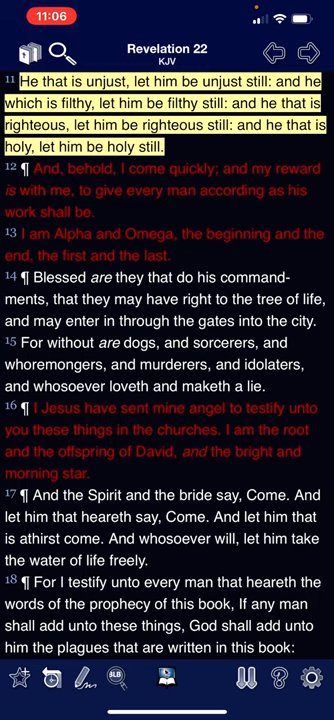 11:06
Revelation 22
KJV
11 He that is unjust, let him be unjust still: and he
which is filthy, let him be filthy still: and he that is
righteous, let him be righteous still: and he that is
holy, let him be holy still.
12 ¶ And, behold, I come quickly; and my reward
is with me, to give every man according as his
work shall be.
13 I am Alpha and Omega, the beginning and the
end, the first and the last.
14 ¶ Blessed are they that do his command-
ments, that they may have right to the tree of life,
and may enter in through the gates into the city.
15 For without are dogs, and sorcerers, and
whoremongers, and murderers, and idolaters,
and whosoever loveth and maketh a lie.
16 ¶ I Jesus have sent mine angel to testify unto
you these things in the churches. I am the root
and the offspring of David, and the bright and
morning star.
17 ¶ And the Spirit and the bride say, Come. And
let him that heareth say, Come. And let him that
is athirst come. And whosoever will, let him take
the water of life freely.
18 ¶ For I testify unto every man that heareth the
words of the prophecy of this book, If any man
shall add unto these things, God shall add unto
him the plagues that are written in this book:
BLB